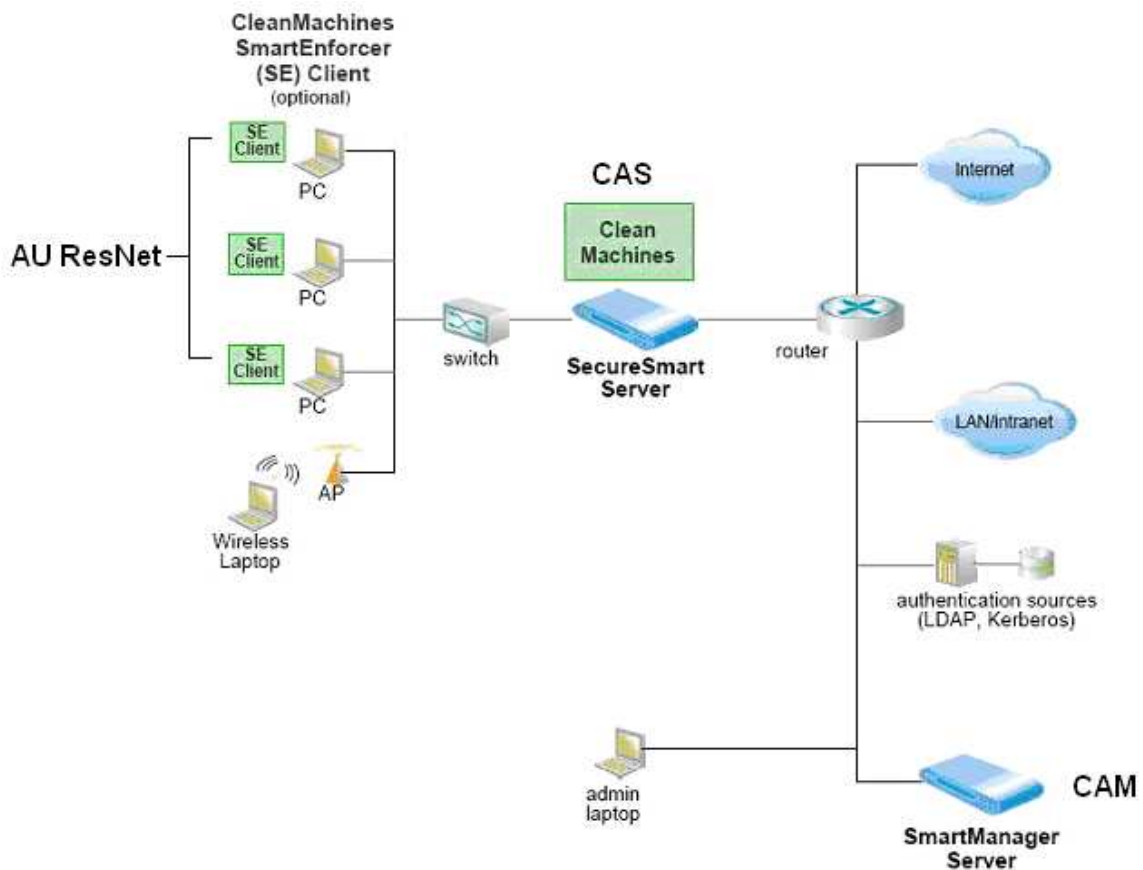 CleanMachines
SmartEnforcer
(SE) Client
(optional)
SE
Client
PC
AU ResNet
SE
Client
PC
SE
Client
PC
AP
Wireless
Laptop
switch
CAS
Clean
Machines
SecureSmart
Server
router
Internet
LAN/intranet
authentication sources
(LDAP, Kerberos)
admin
laptop
CAM
SmartManager
Server